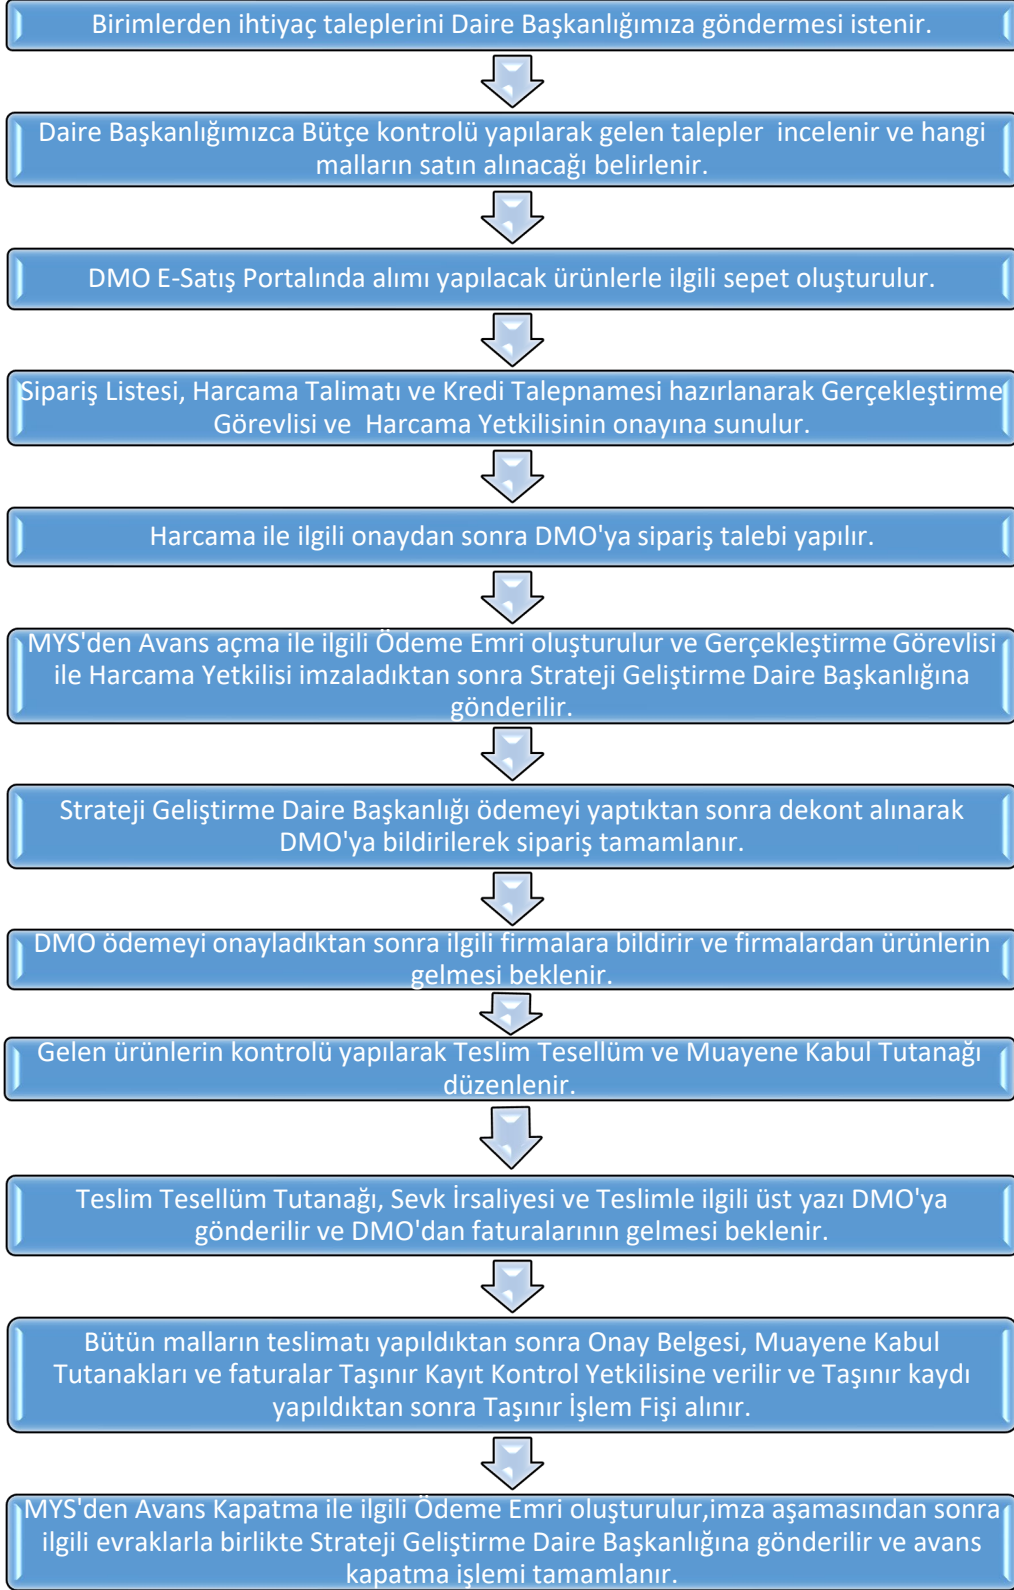 Birimlerden ihtiyaç taleplerini Daire Başkanlığımıza göndermesi istenir.
Daire Başkanlığımızca Bütçe kontrolü yapılarak gelen talepler  incelenir ve hangi
malların satın alınacağı belirlenir.
DMO E-Satış Portalında alımı yapılacak ürünlerle ilgili sepet oluşturulur.
Sipariş Listesi, Harcama Talimatı ve Kredi Talepnamesi hazırlanarak Gerçekleştirme
Görevlisi ve  Harcama Yetkilisinin onayına sunulur.
Harcama ile ilgili onaydan sonra DMO'ya sipariş talebi yapılır.
MYS'den Avans açma ile ilgili Ödeme Emri oluşturulur ve Gerçekleştirme Görevlisi
ile Harcama Yetkilisi imzaladıktan sonra Strateji Geliştirme Daire Başkanlığına
gönderilir.
Strateji Geliştirme Daire Başkanlığı ödemeyi yaptıktan sonra dekont alınarak
DMO'ya bildirilerek sipariş tamamlanır.
DMO ödemeyi onayladıktan sonra ilgili firmalara bildirir ve firmalardan ürünlerin
gelmesi beklenir.
Gelen ürünlerin kontrolü yapılarak Teslim Tesellüm ve Muayene Kabul Tutanağı
düzenlenir.
Teslim Tesellüm Tutanağı, Sevk İrsaliyesi ve Teslimle ilgili üst yazı DMO'ya
gönderilir ve DMO'dan faturalarının gelmesi beklenir.
Bütün malların teslimatı yapıldıktan sonra Onay Belgesi, Muayene Kabul
Tutanakları ve faturalar Taşınır Kayıt Kontrol Yetkilisine verilir ve Taşınır kaydı
yapıldıktan sonra Taşınır İşlem Fişi alınır.
MYS'den Avans Kapatma ile ilgili Ödeme Emri oluşturulur,imza aşamasından sonra
ilgili evraklarla birlikte Strateji Geliştirme Daire Başkanlığına gönderilir ve avans
kapatma işlemi tamamlanır.